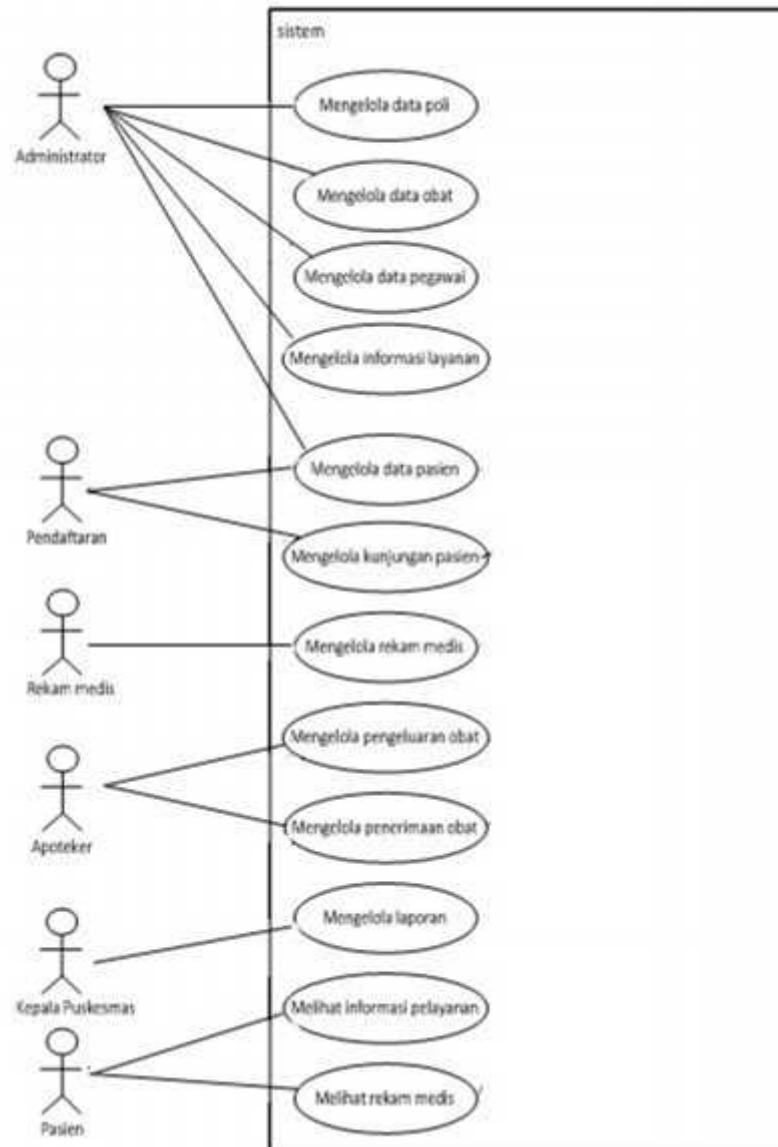 sistem
Administrator
Mengelola data poli
Mengelola data obat
Mengelola data pegawai
Mengelola informasi layanan
Pendaftaran
Mengelola data pasien
Mengelola kunjungan pasien
Rekam medis
Mengelola rekam medis
Apoteker
Mengelola pengeluaran obat
Mengelola penerimaan obat
Kepala Puskesmas
Mengelola laporan
Pasien
Melihat informasi pelayanan
Melihat rekam medis